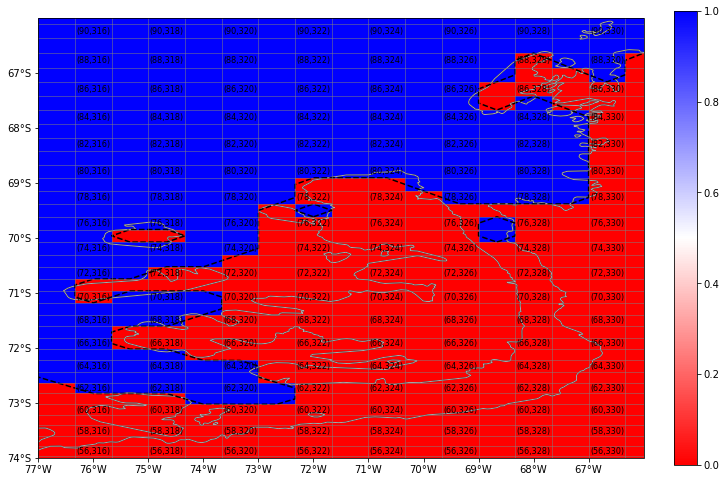 1.0
(90,316) (90,318) (90,320) (90,322) (90,324) (90,326) (90,328) (90,330)
(88,316) (88,318) (88,320) (88,322) (88,324) (88,326) (88,328) (88,330)
67°S
(86,316) (86,318) (86,320) (86,322) (86,324) (86,326) (86,328) (86,330)
0.8
(84,316) (84,318) (84,320) (84,322) (84,324) (84,326) (84,328) (84,330)
68°S
(82,316) (82,318) (82,320) (82,322) (82,324) (82,326) (82,328) (82,330)
(80,316) (80,318) (80,320) (80,322) (80,324) (80,326) (80,328) (80,330)
69°S
0.6
(78,316) (78,318) (78,320) (78,322) (78,324) (78,326) (78,328) (78,330)
(76,316) (76,318) (76,320) (76,322) (76,324) (76,326) (76,328) (76,330)
70°S
(74,316) (74,318) (74,320) (74,322) (74,324) (74,326) (74,328) (74,330)
(72,316) (72,318) (72,320) (72,322) (72,324) (72,326) (72,328) (72,330)
0.4
71°S
(70,316) (70,318) (70,320) (70,322) (70,324) (70,326) (70,328) (70,330)
(68,316) (68,318) (68,320) (68,322) (68,324) (68,326) (68,328) (68,330)
(66,316) (66,318) (66,320) (66,322) (66,324) (66,326) (66,328) (66,330)
72°S
(64,316) (64,318) (64,320) (64,322) (64,324) (64,326) (64,328) (64,330)
0.2
(62,316) (62,318) (62,320) (62,322) (62,324) (62,326) (62,328) (62,330)
73°S
(60,316) (60,318) (60,320) (60,322) (60,324) (60,326) (60,328) (60,330)
(58,316) (58,318) (58,320) (58,322) (58,324) (58,326) (58,328) (58,330)
(56,316) (56,318) (56,320) (56,322) (56,324) (56,326) (56,328) (56,330)
74°S
0.0
77°W 76°W 75°W 74°W 73°W 72°W 71°W 70°W 69°W 68°W 67°W